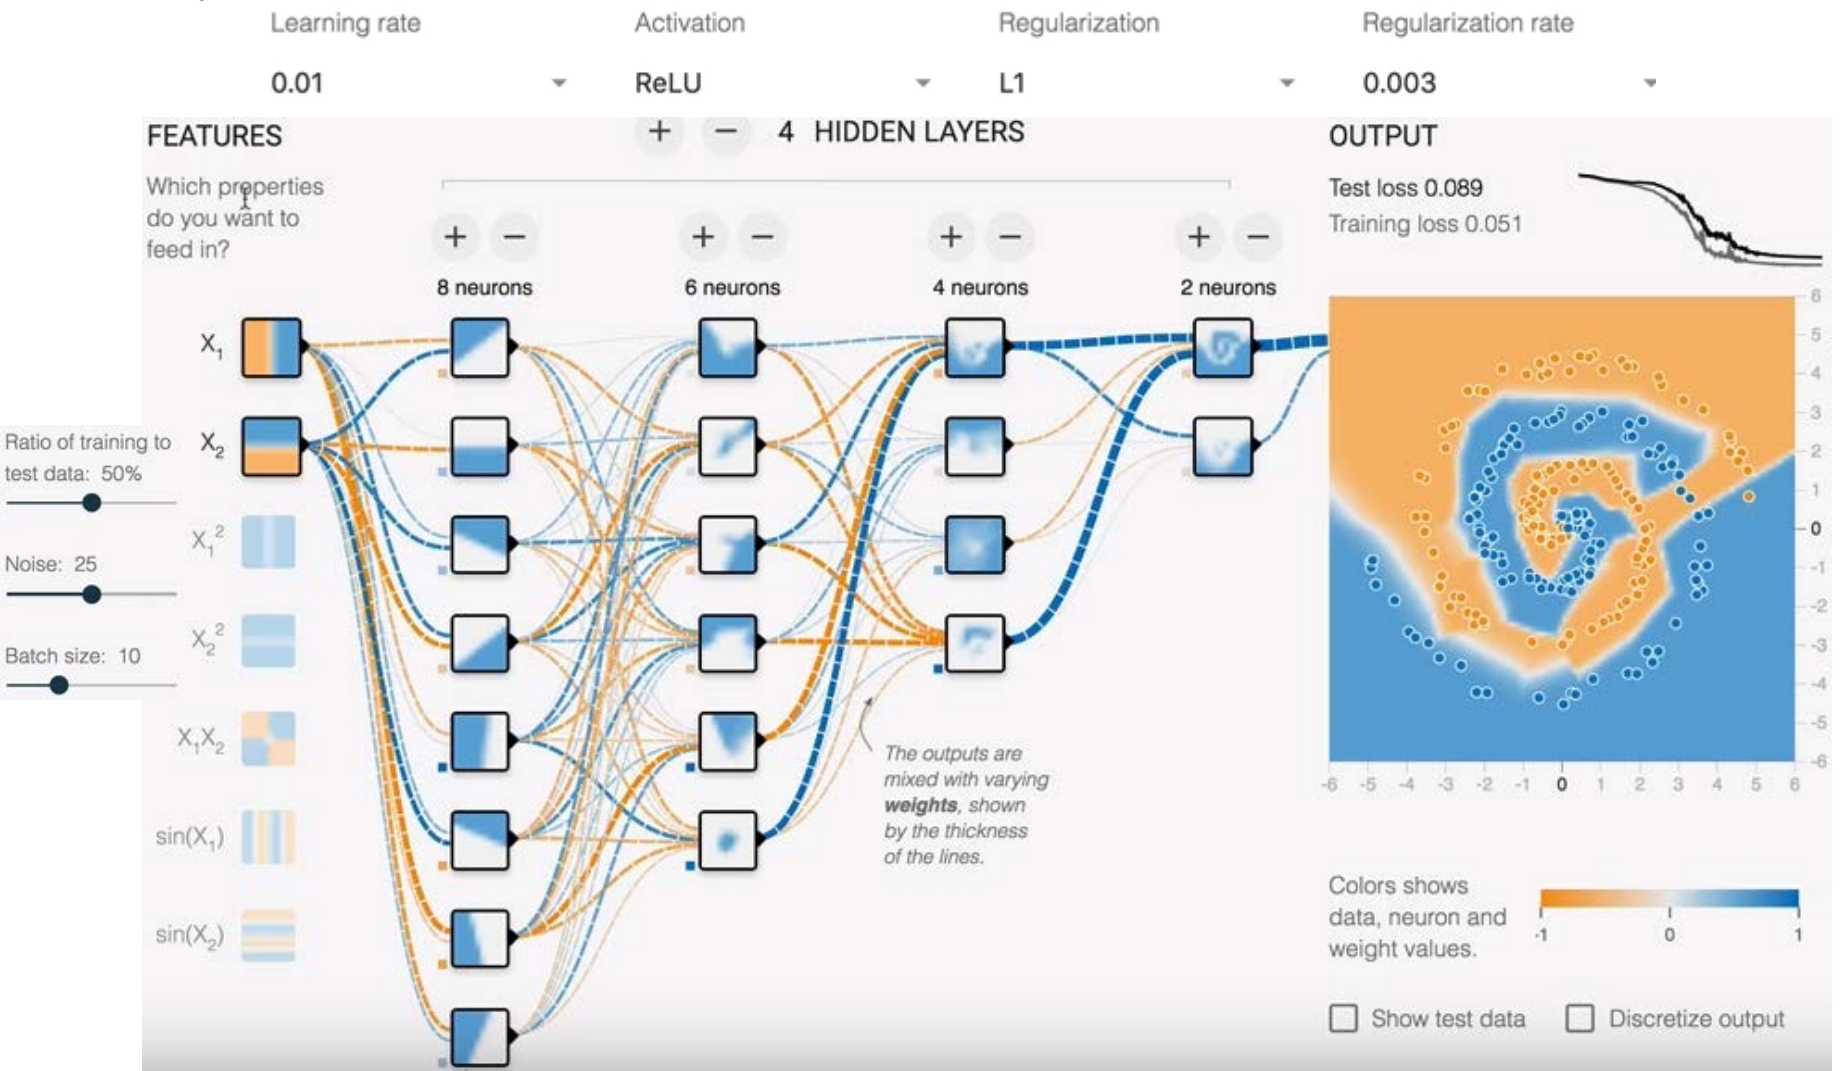 Learning rate
Activation
Regularization
Regularization rate
0.01
ReLU
L1
0.003
FEATURES
+ − 4 HIDDEN LAYERS
OUTPUT
Which properties
do you want to
feed in?
Test loss 0.089
Training loss 0.051
+ −
+ −
+ −
+ −
8 neurons
6 neurons
4 neurons
2 neurons
X1
X2
X1²
X2²
X1X2
sin(X1)
sin(X2)
Ratio of training to
test data: 50%
Noise: 25
Batch size: 10
The outputs are
mixed with varying
weights, shown
by the thickness
of the lines.
6
5
4
3
2
1
0
-1
-2
-3
-4
-5
-6
-6 -5 -4 -3 -2 -1 0 1 2 3 4 5 6
Colors shows
data, neuron and
weight values.
-1 0 1
Show test data
Discretize output